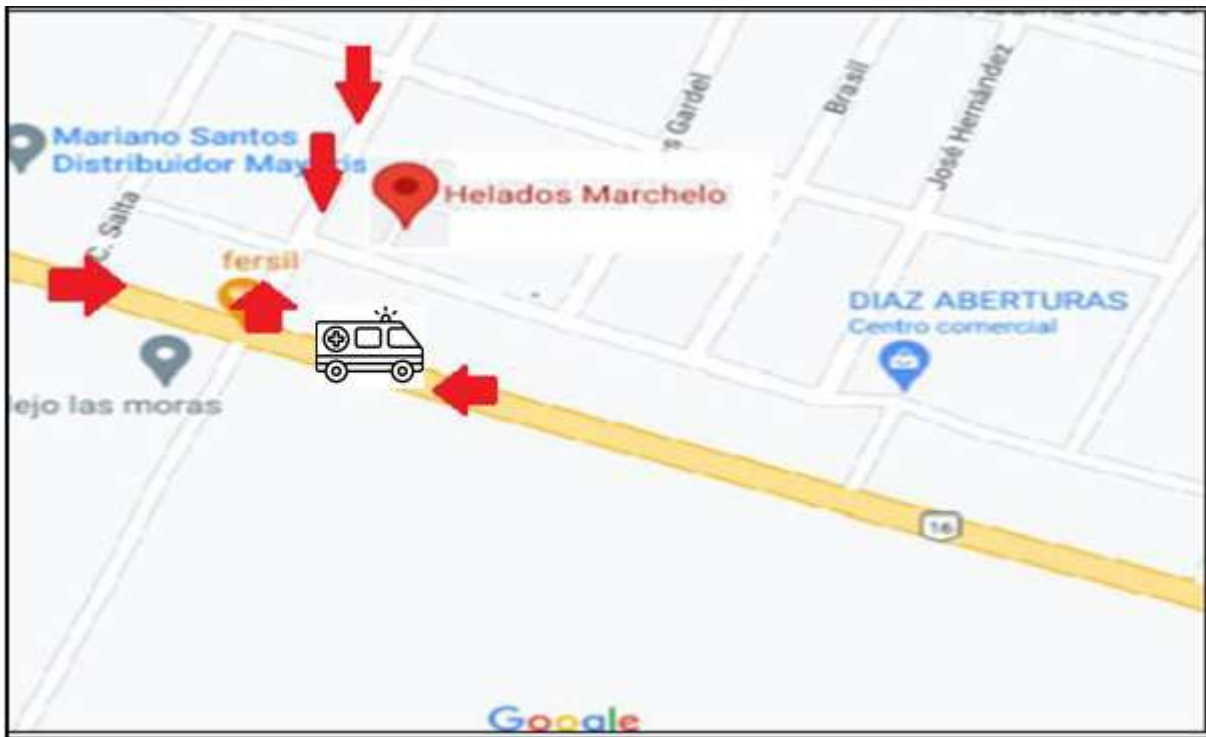 Mariano Santos
Distribuidor
Helados Marchelo
C. Salta
fersil
Gardel
Brasil
José Hernández
DIAZ ABERTURAS
Centro comercial
lejo las moras
16
Google